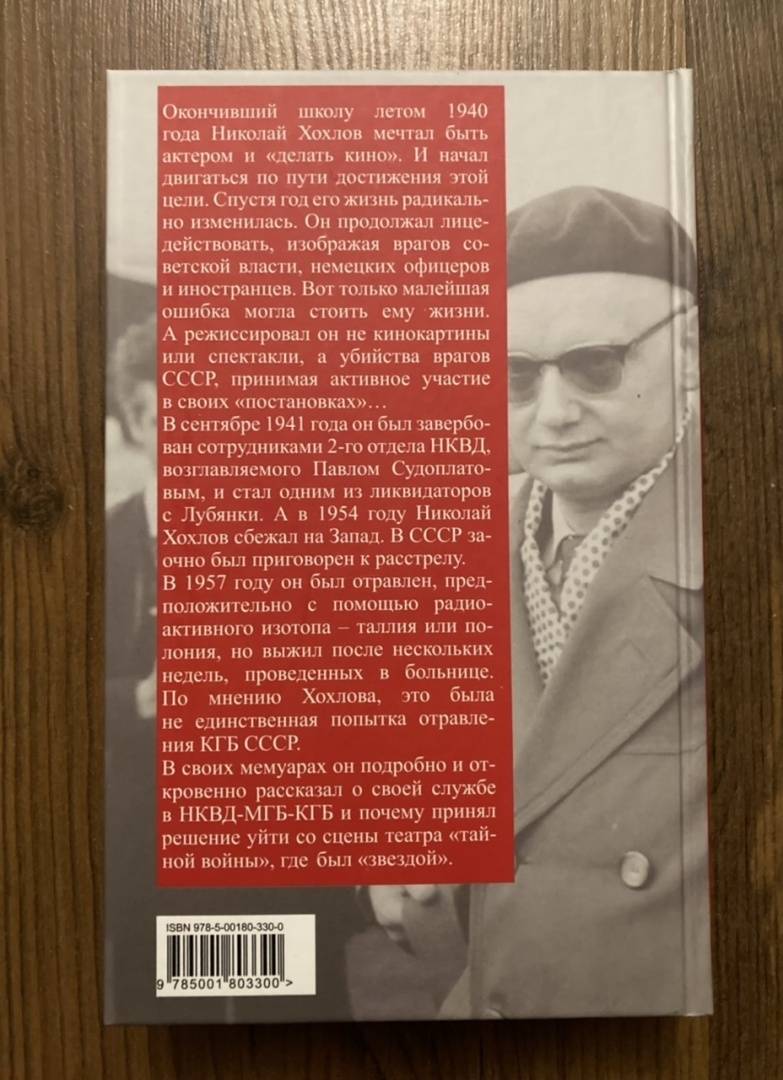 Окончивший школу летом 1940
года Николай Хохлов мечтал быть
актером и «делать кино». И начал
двигаться по пути достижения этой
цели. Спустя год его жизнь радикаль-
но изменилась. Он продолжал лице-
действовать, изображая врагов со-
ветской власти, немецких офицеров
и иностранцев. Вот только малейшая
ошибка могла стоить ему жизни.
А режиссировал он не кинокартины
или спектакли, а убийства врагов
СССР, принимая активное участие
в своих «постановках»…
В сентябре 1941 года он был завербо-
ван сотрудниками 2-го отдела НКВД,
возглавляемого Павлом Судоплато-
вым, и стал одним из ликвидаторов
с Лубянки. А в 1954 году Николай
Хохлов сбежал на Запад. В СССР за-
очно был приговорен к расстрелу.
В 1957 году он был отравлен, пред-
положительно с помощью радио-
активного изотопа – таллия или по-
лония, но выжил после нескольких
недель, проведенных в больнице.
По мнению Хохлова, это была
не единственная попытка отравле-
ния КГБ СССР.
В своих мемуарах он подробно и от-
кровенно рассказал о своей службе
в НКВД-МГБ-КГБ и почему принял
решение уйти со сцены театра «тай-
ной войны», где был «звездой».
ISBN 978-5-00180-330-0
9 785001 803300 >